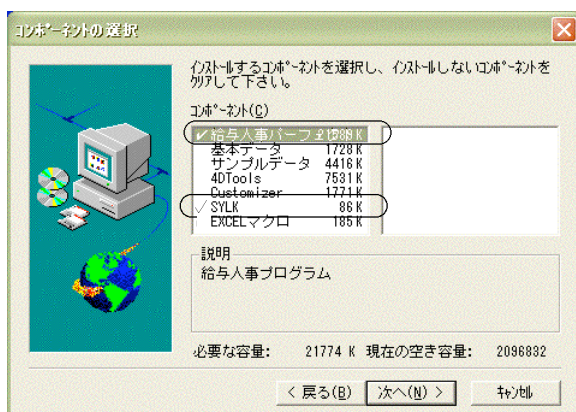 コンポーネントの選択
インストールするコンポーネントを選択し、インストールしないコンポーネントを
クリアして下さい。
コンポーネント(C)
給与人事パーフ
基本データ 1728 K
サンプルデータ 4416 K
4DTools 7531 K
Customizer 1771 K
SYLK 86 K
EXCELマクロ 185 K
説明
給与人事プログラム
必要な容量: 21774 K 現在の空き容量: 2096832
< 戻る(B) 次へ(N) > キャンセル